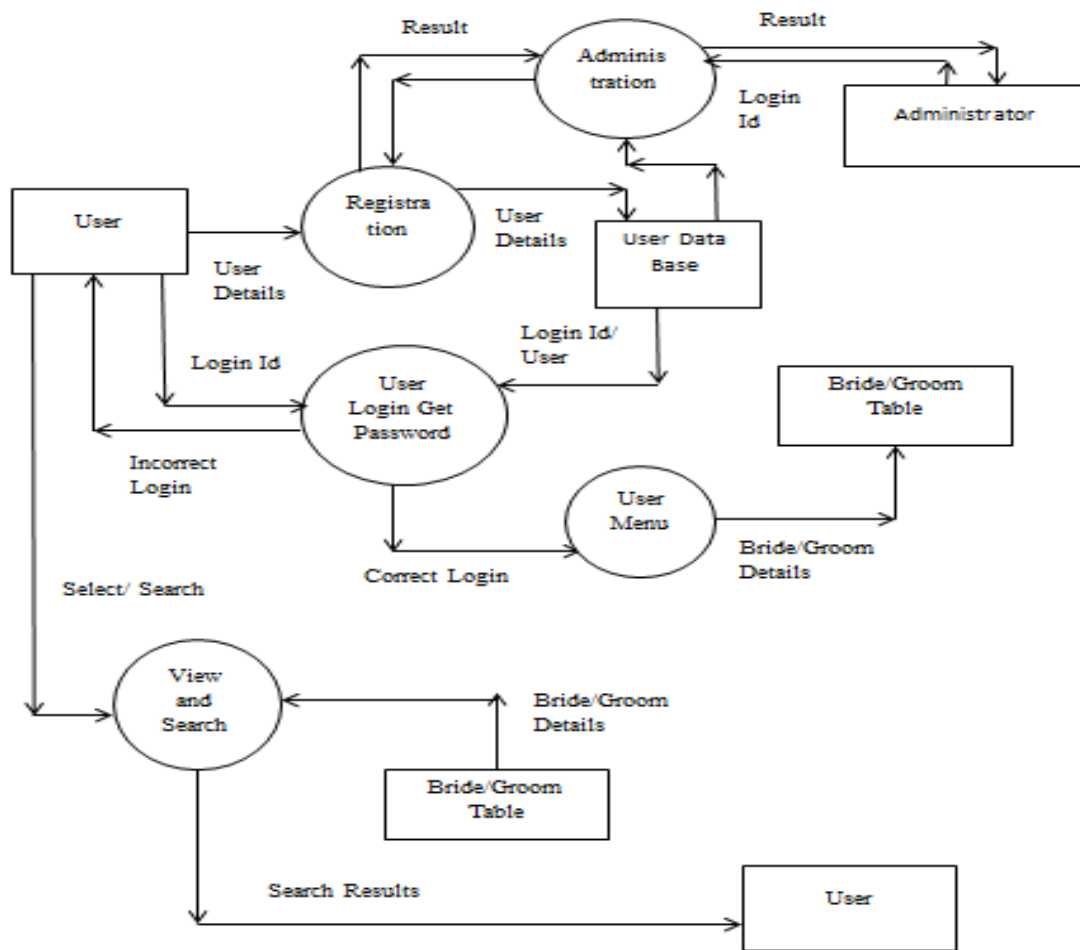 Result
Adminis
tration
Result
Login
Id
Administrator
User
Registra
tion
User
Details
User Data
Base
User
Details
Login Id
Login Id/
User
User
Login Get
Password
Bride/Groom
Table
Incorrect
Login
User
Menu
Correct Login
Bride/Groom
Details
Select/ Search
View
and
Search
Bride/Groom
Details
Bride/Groom
Table
Search Results
User